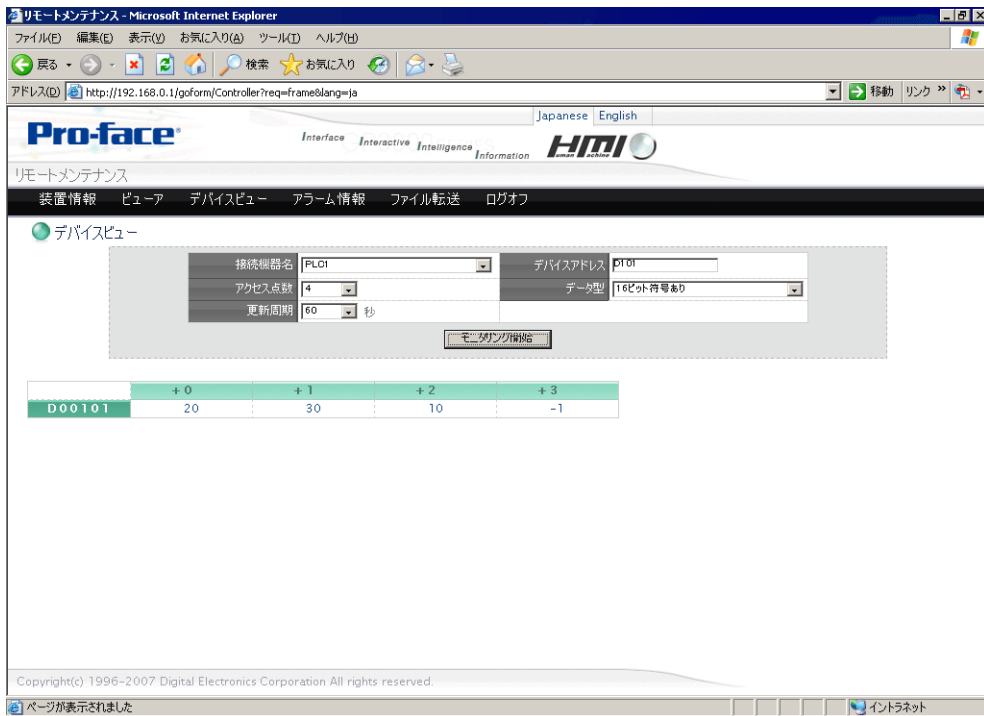 リモートメンテナンス - Microsoft Internet Explorer
ファイル(F) 編集(E) 表示(V) お気に入り(A) ツール(T) ヘルプ(H)
戻る 検索 お気に入り
アドレス(D) http://192.168.0.1/goform/Controller?req=frame&lang=ja 移動 リンク »
Japanese English
Pro-face
Interface Interactive Intelligence Information HMI Human Machine
リモートメンテナンス
装置情報 ビューア デバイスビュー アラーム情報 ファイル転送 ログオフ
デバイスビュー
接続機器名 PLC1 デバイスアドレス D101
アクセス点数 4 データ型 16ビット符号あり
更新周期 60 秒
モニタリング開始
+0 +1 +2 +3
D00101 20 30 10 -1
Copyright(c) 1996-2007 Digital Electronics Corporation All rights reserved.
ページが表示されました イントラネット